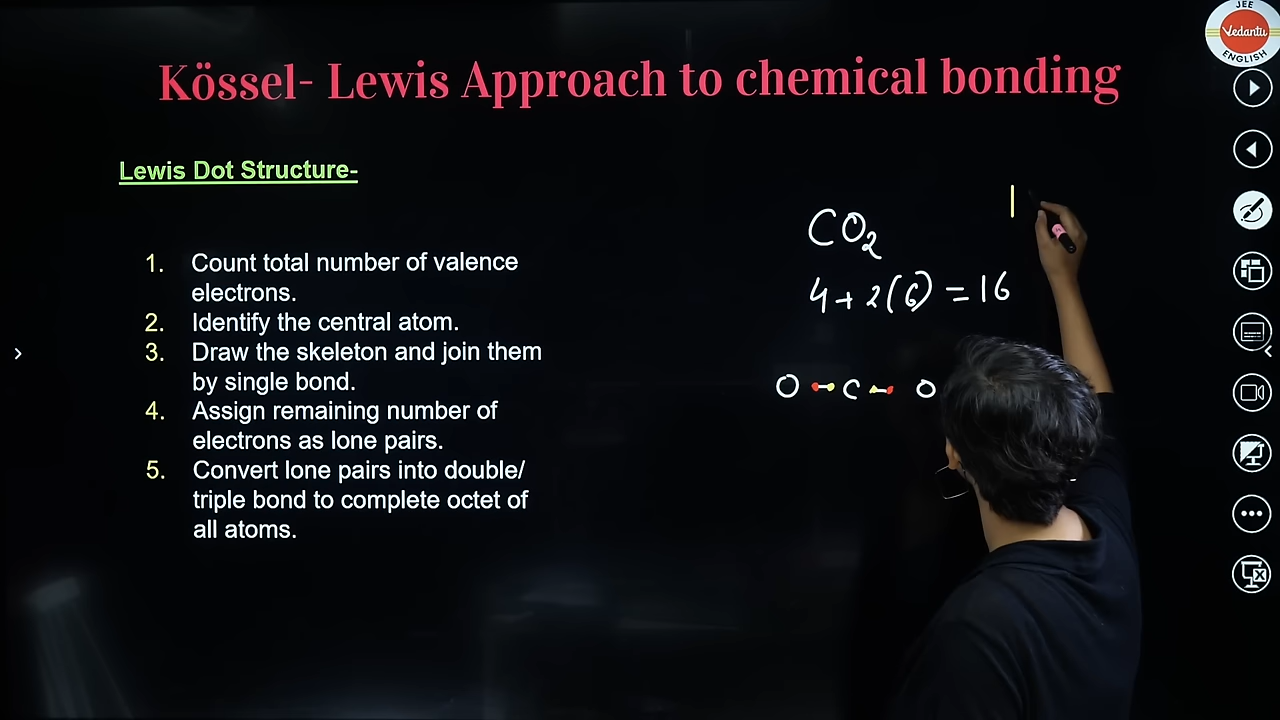 JEE
Vedantu
ENGLISH
Kössel- Lewis Approach to chemical bonding
Lewis Dot Structure-
1. Count total number of valence
electrons.
2. Identify the central atom.
3. Draw the skeleton and join them
by single bond.
4. Assign remaining number of
electrons as lone pairs.
5. Convert lone pairs into double/
triple bond to complete octet of
all atoms.
CO₂
4+2(6) =16
O C O